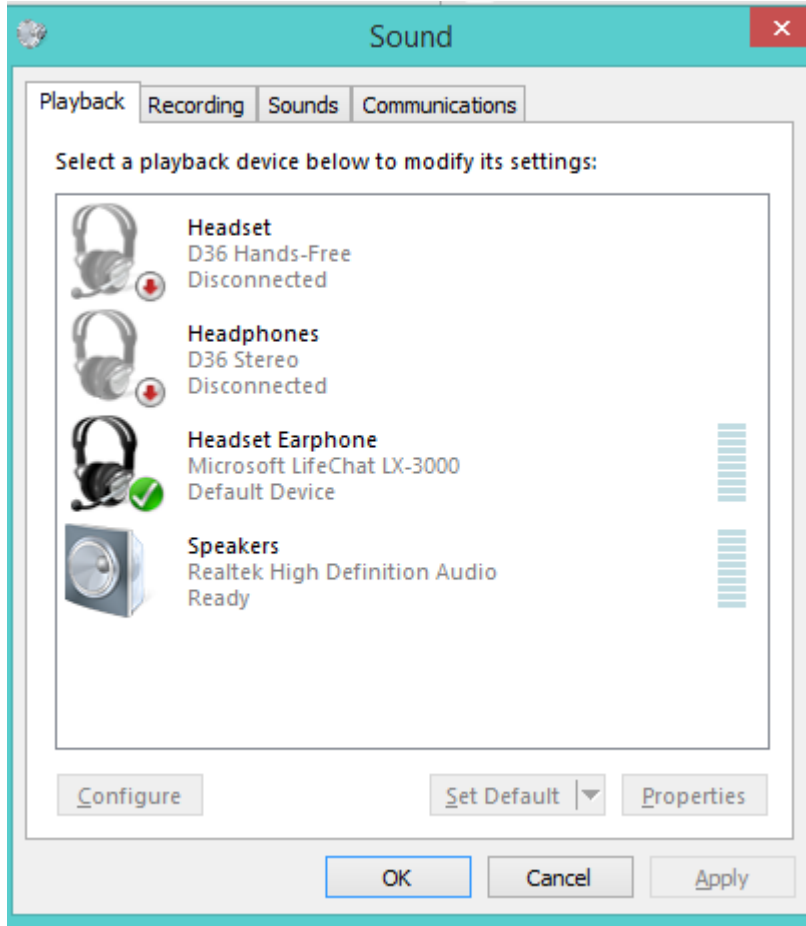 Sound
Playback
Recording
Sounds
Communications
Select a playback device below to modify its settings:
Headset
D36 Hands-Free
Disconnected
Headphones
D36 Stereo
Disconnected
Headset Earphone
Microsoft LifeChat LX-3000
Default Device
Speakers
Realtek High Definition Audio
Ready
Configure
Set Default
Properties
OK
Cancel
Apply